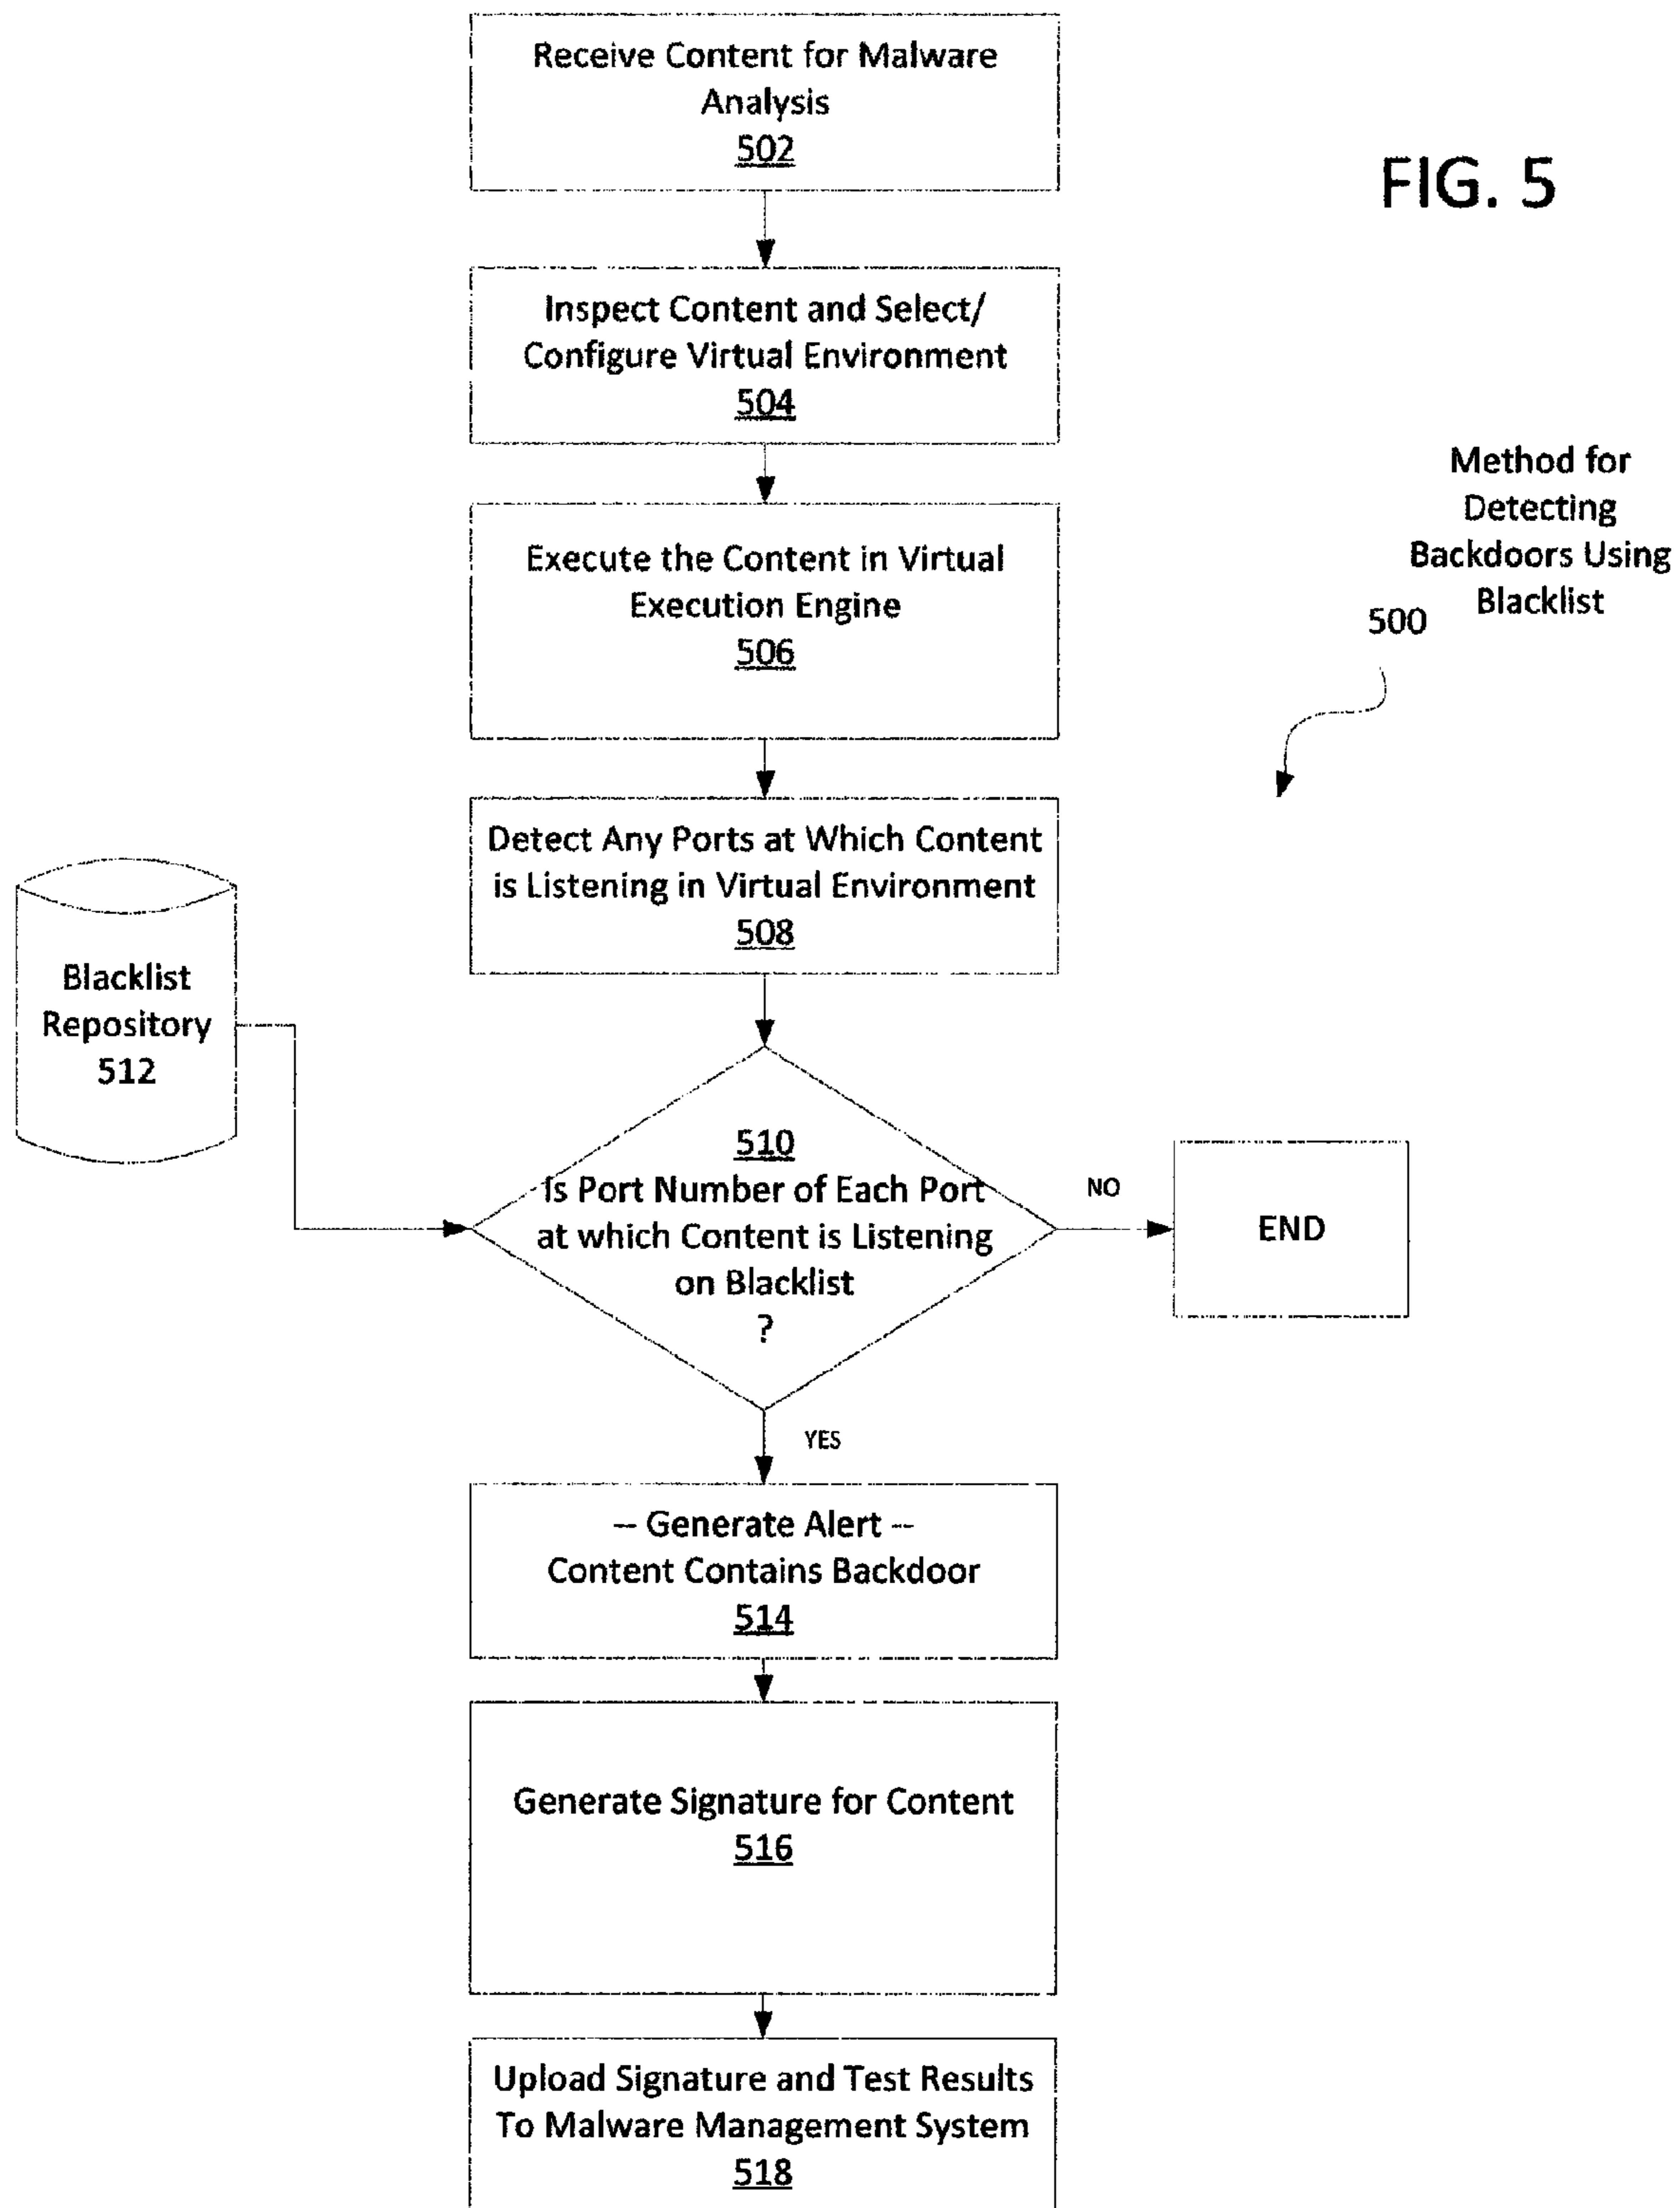 Receive Content for Malware
Analysis
502
FIG. 5
Inspect Content and Select/
Configure Virtual Environment
504
Method for
Detecting
Backdoors Using
Blacklist
500
Execute the Content in Virtual
Execution Engine
506
Detect Any Ports at Which Content
is Listening in Virtual Environment
508
Blacklist
Repository
512
510
Is Port Number of Each Port
at which Content is Listening
on Blacklist
?
NO
END
YES
-- Generate Alert --
Content Contains Backdoor
514
Generate Signature for Content
516
Upload Signature and Test Results
To Malware Management System
518